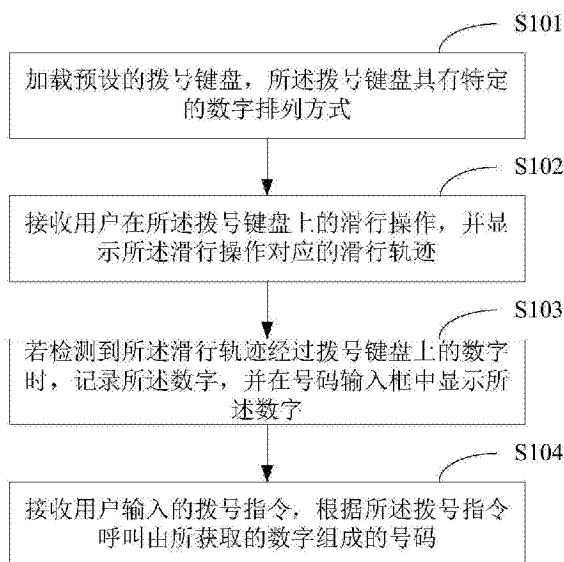 S101
加载预设的拨号键盘，所述拨号键盘具有特定
的数字排列方式
S102
接收用户在所述拨号键盘上的滑行操作，并显
示所述滑行操作对应的滑行轨迹
S103
若检测到所述滑行轨迹经过拨号键盘上的数字
时，记录所述数字，并在号码输入框中显示所
述数字
S104
接收用户输入的拨号指令，根据所述拨号指令
呼叫由所获取的数字组成的号码